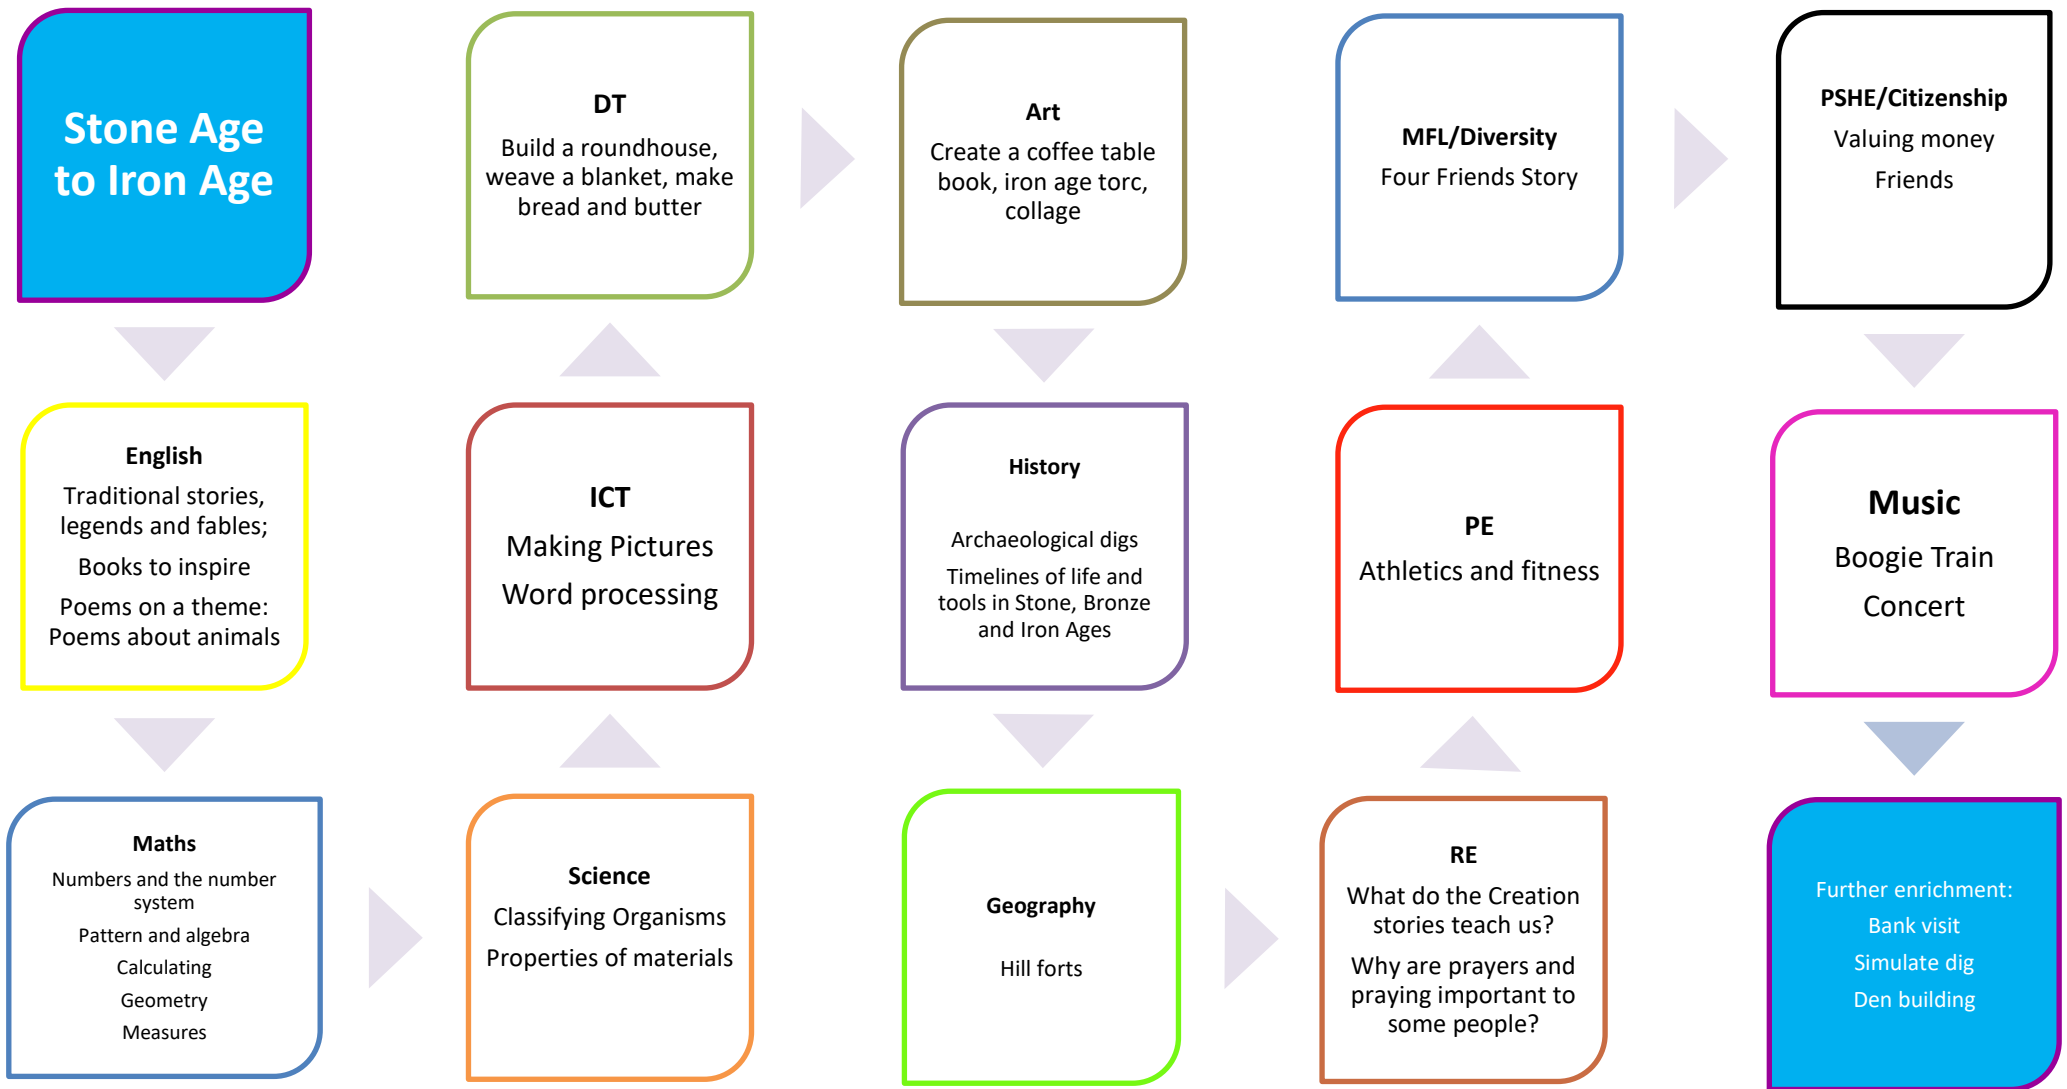 Stone Age
to Iron Age
English
Traditional stories,
legends and fables;
Books to inspire
Poems on a theme:
Poems about animals
Maths
Numbers and the number
system
Pattern and algebra
Calculating
Geometry
Measures
Science
Classifying Organisms
Properties of materials
ICT
Making Pictures
Word processing
DT
Build a roundhouse,
weave a blanket, make
bread and butter
Art
Create a coffee table
book, iron age torc,
collage
History
Archaeological digs
Timelines of life and
tools in Stone, Bronze
and Iron Ages
Geography
Hill forts
RE
What do the Creation
stories teach us?
Why are prayers and
praying important to
some people?
PE
Athletics and fitness
MFL/Diversity
Four Friends Story
PSHE/Citizenship
Valuing money
Friends
Music
Boogie Train
Concert
Further enrichment:
Bank visit
Simulate dig
Den building